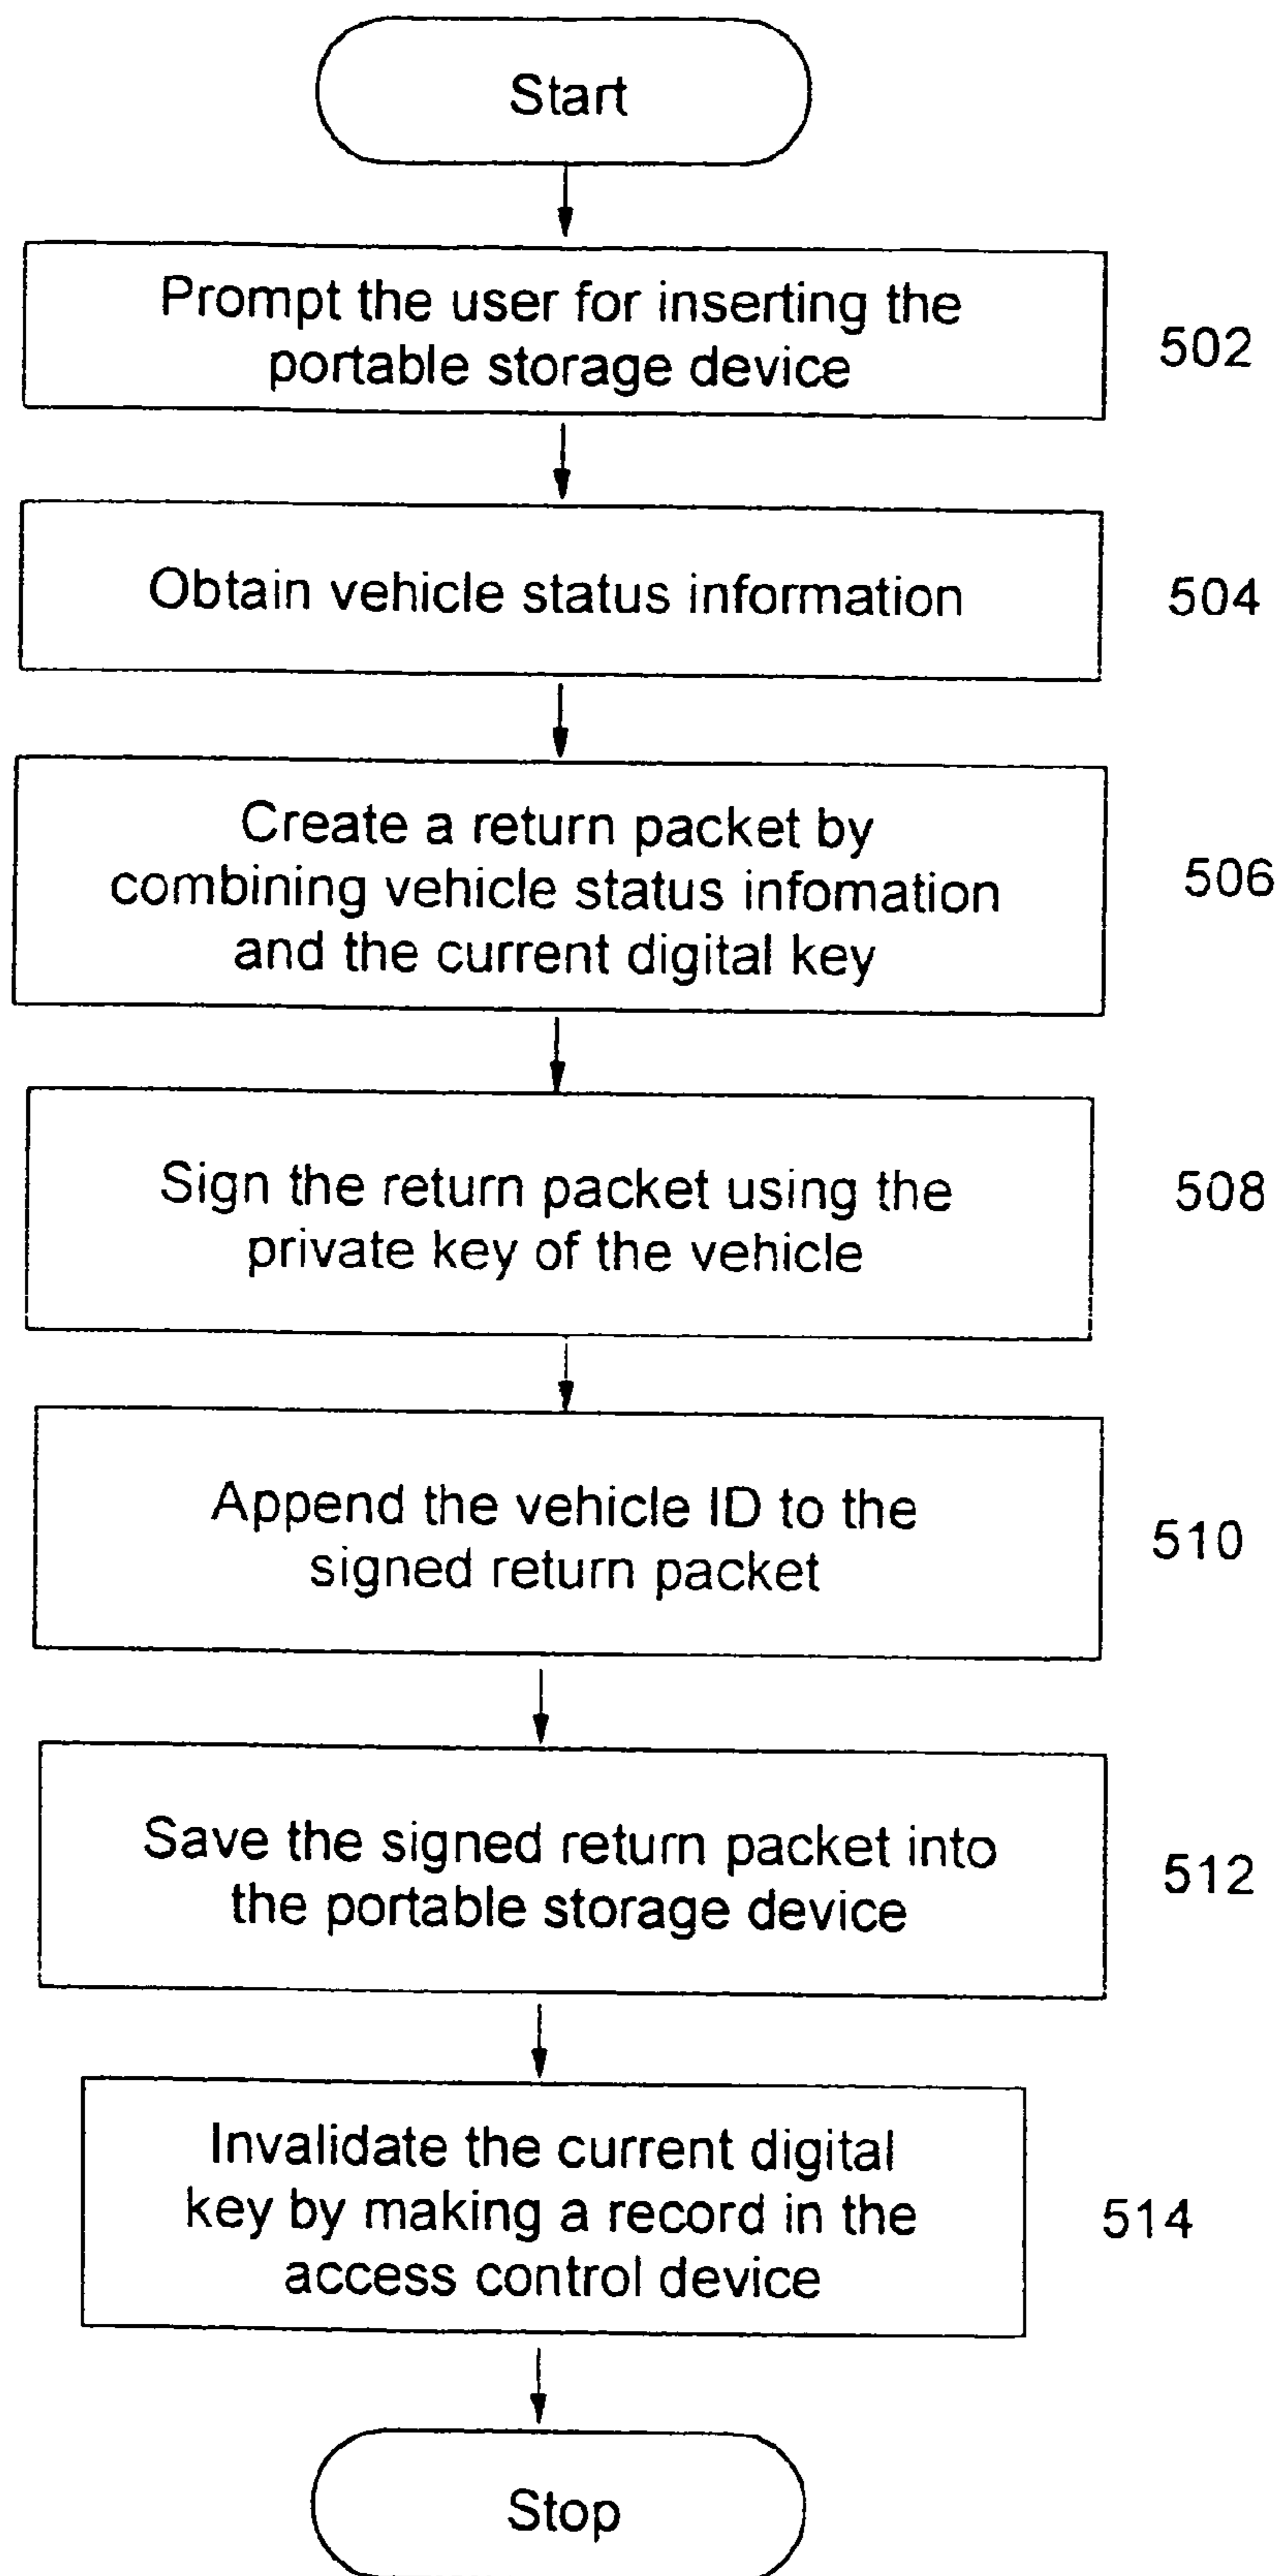 Start
Prompt the user for inserting the
portable storage device
502
Obtain vehicle status information
504
Create a return packet by
combining vehicle status infomation
and the current digital key
506
Sign the return packet using the
private key of the vehicle
508
Append the vehicle ID to the
signed return packet
510
Save the signed return packet into
the portable storage device
512
Invalidate the current digital
key by making a record in the
access control device
514
Stop